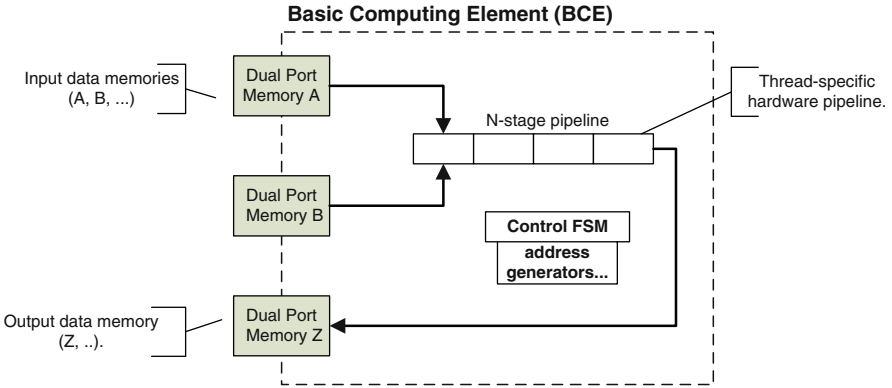 Basic Computing Element (BCE)
Input data memories
(A, B, ...)
Dual Port
Memory A
Thread-specific
hardware pipeline.
N-stage pipeline
Dual Port
Memory B
Control FSM
address
generators...
Output data memory
(Z, ..).
Dual Port
Memory Z